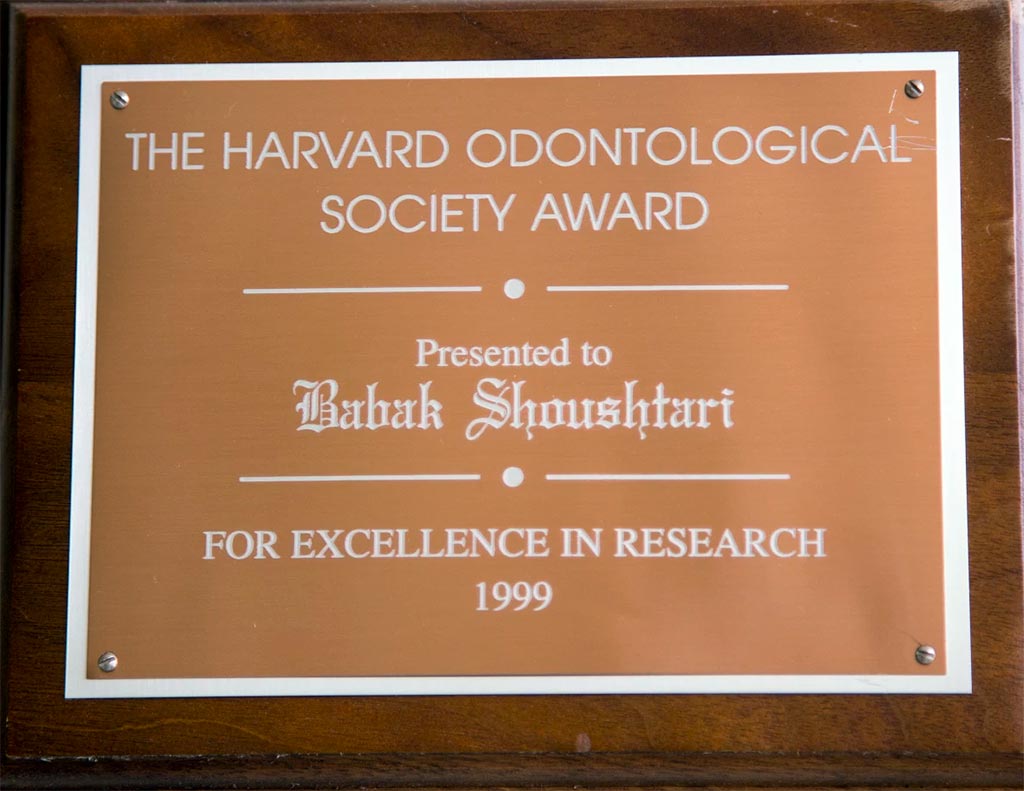 THE HARVARD ODONTOLOGICAL
SOCIETY AWARD
Presented to
Babak Shoushtari
FOR EXCELLENCE IN RESEARCH
1999